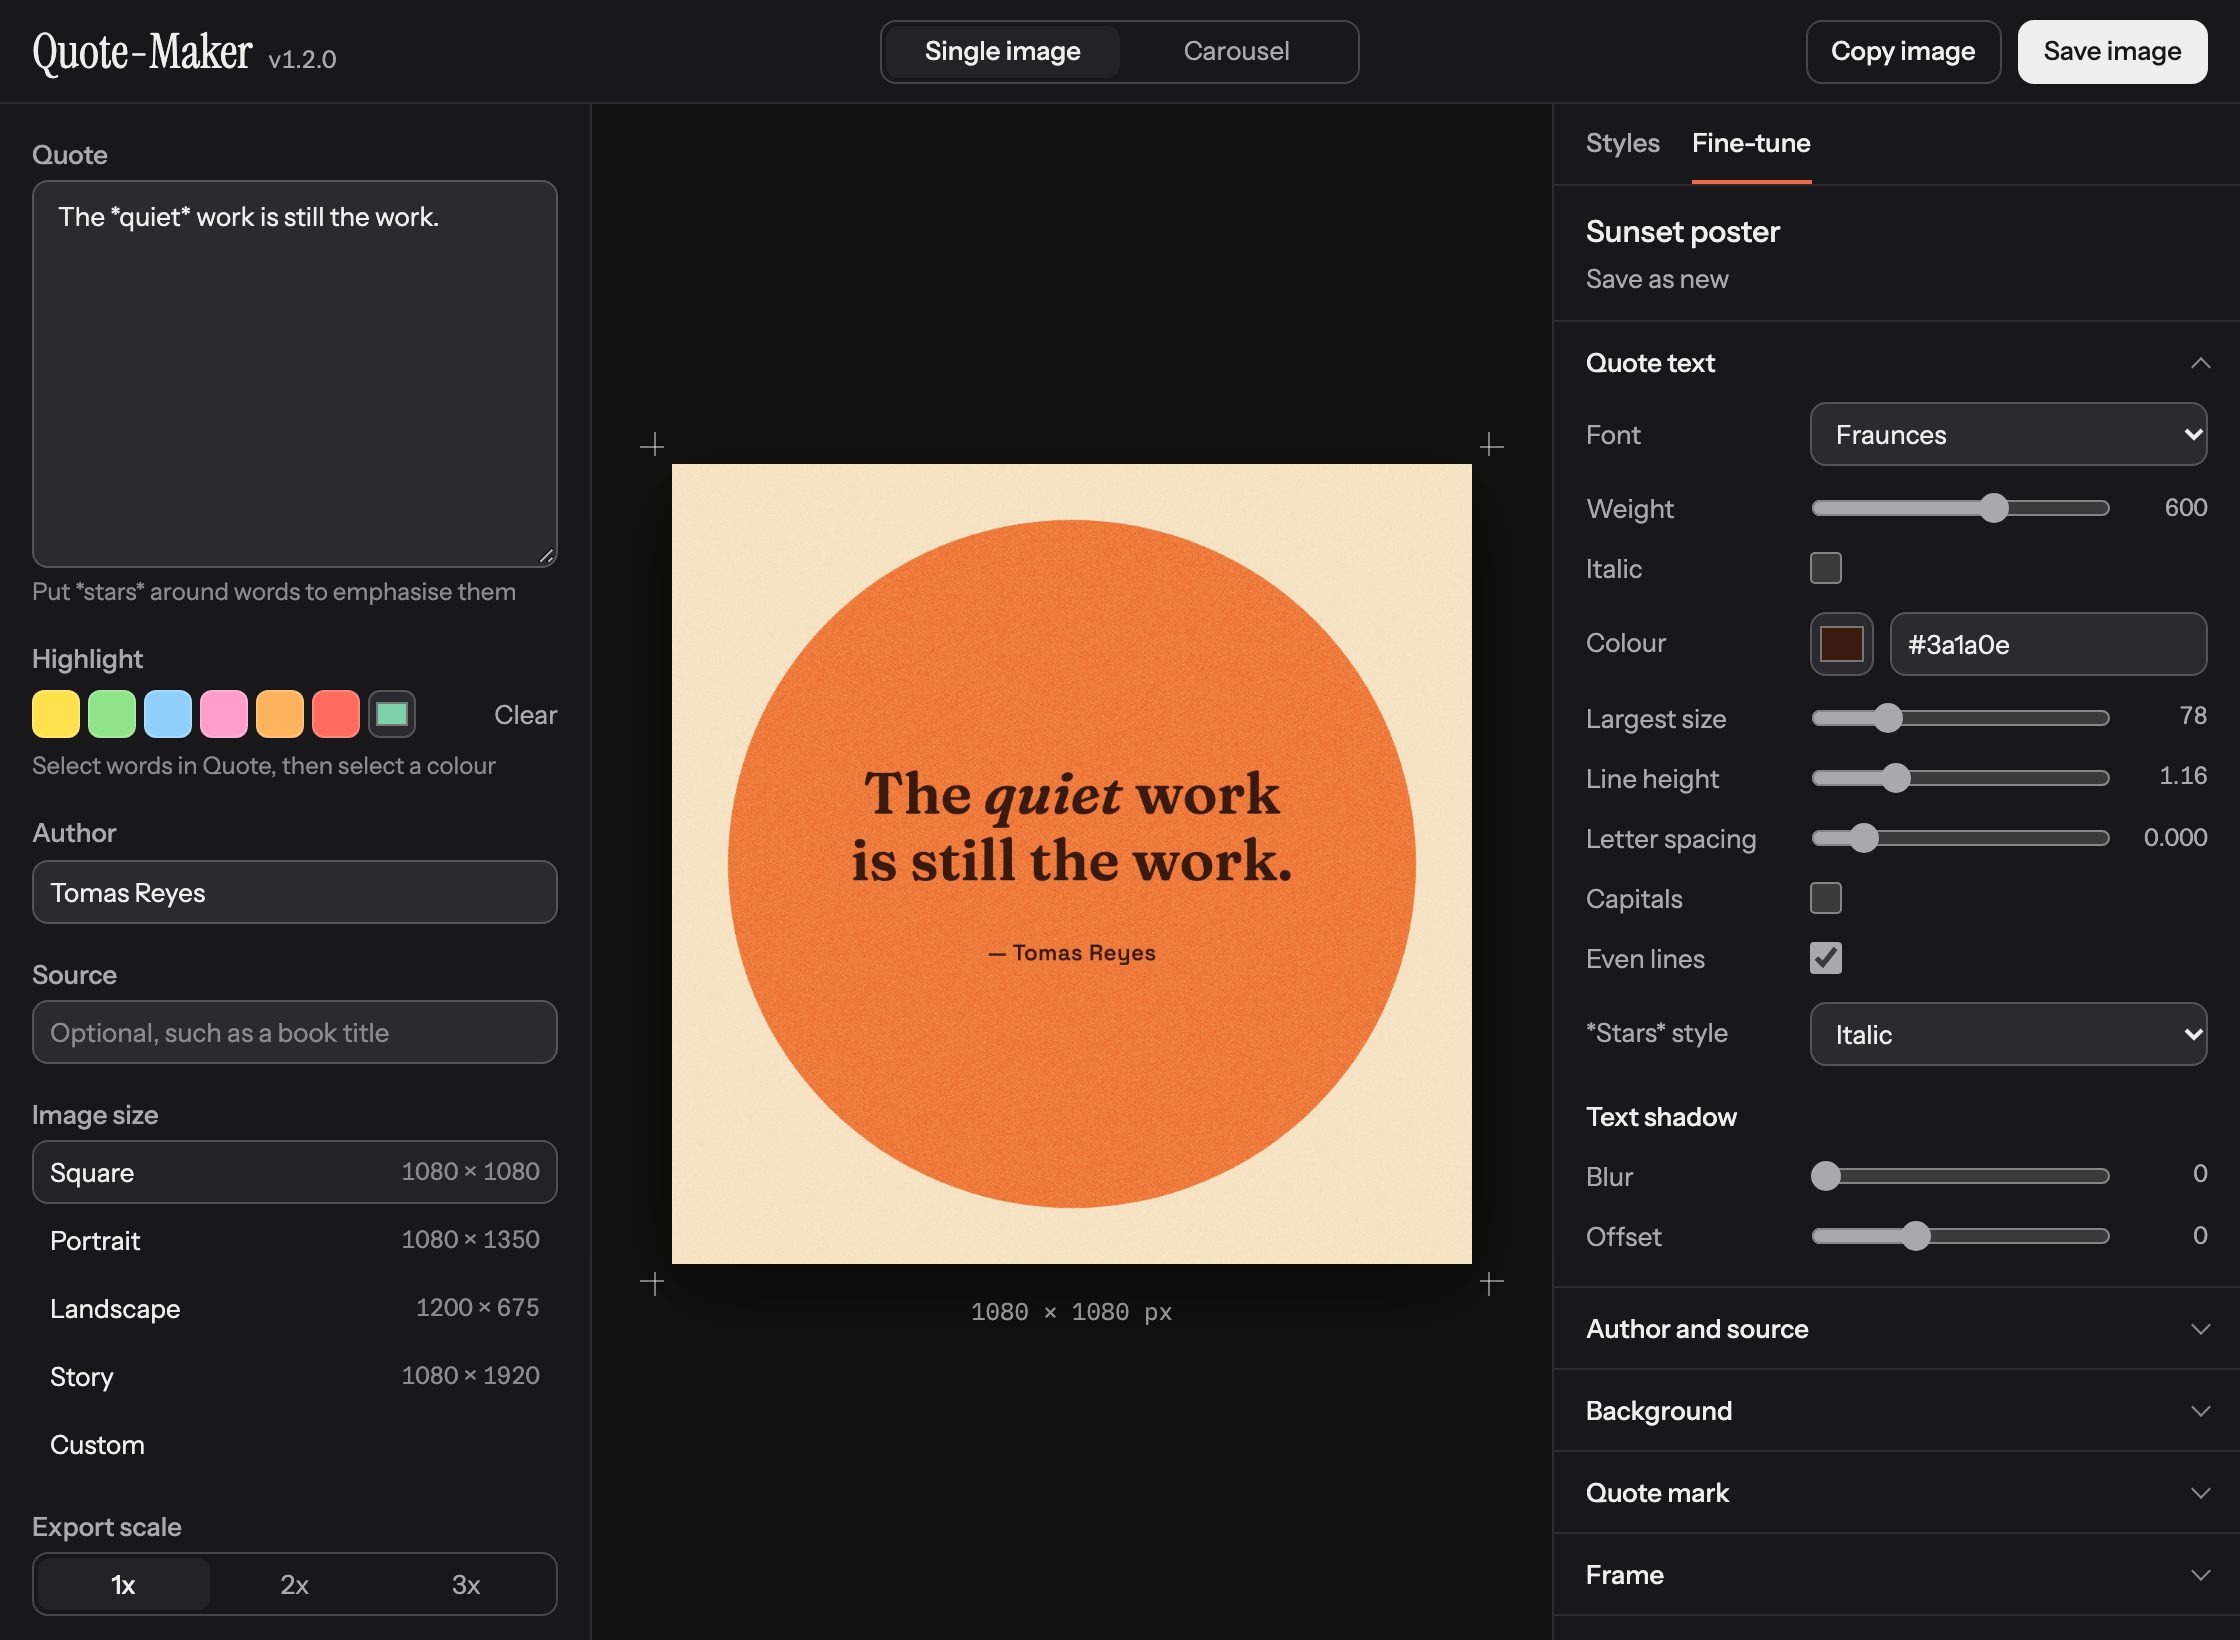 Quote-Maker v1.2.0
Single image
Carousel
Copy image
Save image
Quote
The *quiet* work is still the work.
Put *stars* around words to emphasise them
Highlight
Clear
Select words in Quote, then select a colour
Author
Tomas Reyes
Source
Optional, such as a book title
Image size
Square 1080 × 1080
Portrait 1080 × 1350
Landscape 1200 × 675
Story 1080 × 1920
Custom
Export scale
1x 2x 3x
The quiet work
is still the work.
— Tomas Reyes
1080 × 1080 px
Styles Fine-tune
Sunset poster
Save as new
Quote text
Font Fraunces
Weight 600
Italic
Colour #3a1a0e
Largest size 78
Line height 1.16
Letter spacing 0.000
Capitals
Even lines
*Stars* style Italic
Text shadow
Blur 0
Offset 0
Author and source
Background
Quote mark
Frame